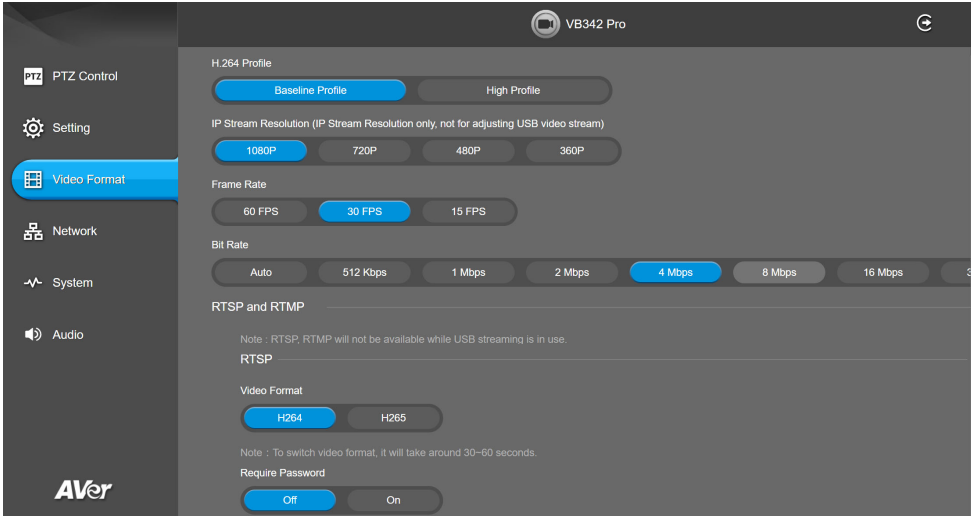 VB342 Pro
PTZ PTZ Control
Setting
Video Format
Network
System
Audio
AVer
H.264 Profile
Baseline Profile High Profile
IP Stream Resolution (IP Stream Resolution only, not for adjusting USB video stream)
1080P 720P 480P 360P
Frame Rate
60 FPS 30 FPS 15 FPS
Bit Rate
Auto 512 Kbps 1 Mbps 2 Mbps 4 Mbps 8 Mbps 16 Mbps
RTSP and RTMP
Note : RTSP, RTMP will not be available while USB streaming is in use.
RTSP
Video Format
H264 H265
Note : To switch video format, it will take around 30~60 seconds.
Require Password
Off On